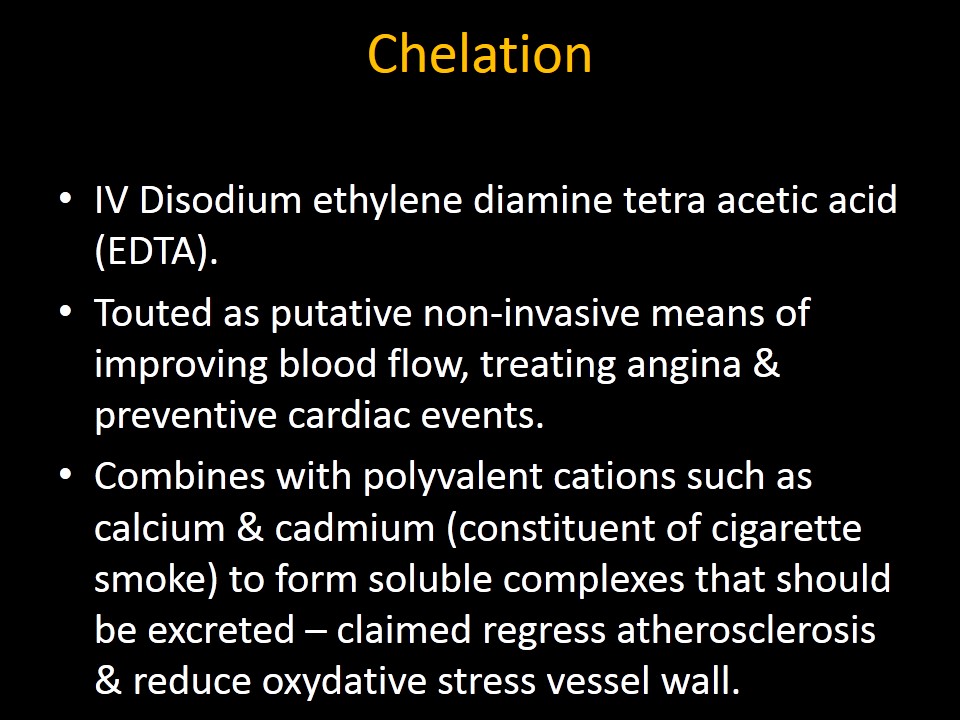 Chelation
• IV Disodium ethylene diamine tetra acetic acid
(EDTA).
• Touted as putative non-invasive means of
improving blood flow, treating angina &
preventive cardiac events.
• Combines with polyvalent cations such as
calcium & cadmium (constituent of cigarette
smoke) to form soluble complexes that should
be excreted – claimed regress atherosclerosis
& reduce oxydative stress vessel wall.